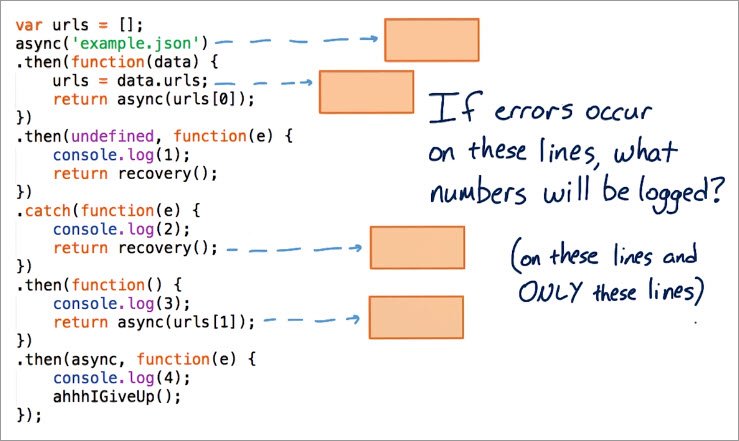 var urls = [];
async('example.json')
.then(function(data) {
    urls = data.urls;
    return async(urls[0]);
})
.then(undefined, function(e) {
    console.log(1);
    return recovery();
})
.catch(function(e) {
    console.log(2);
    return recovery();
})
.then(function() {
    console.log(3);
    return async(urls[1]);
})
.then(async, function(e) {
    console.log(4);
    ahhhIGiveUp();
});
If errors occur
on these lines, what
numbers will be logged?
(on these lines and
ONLY these lines)